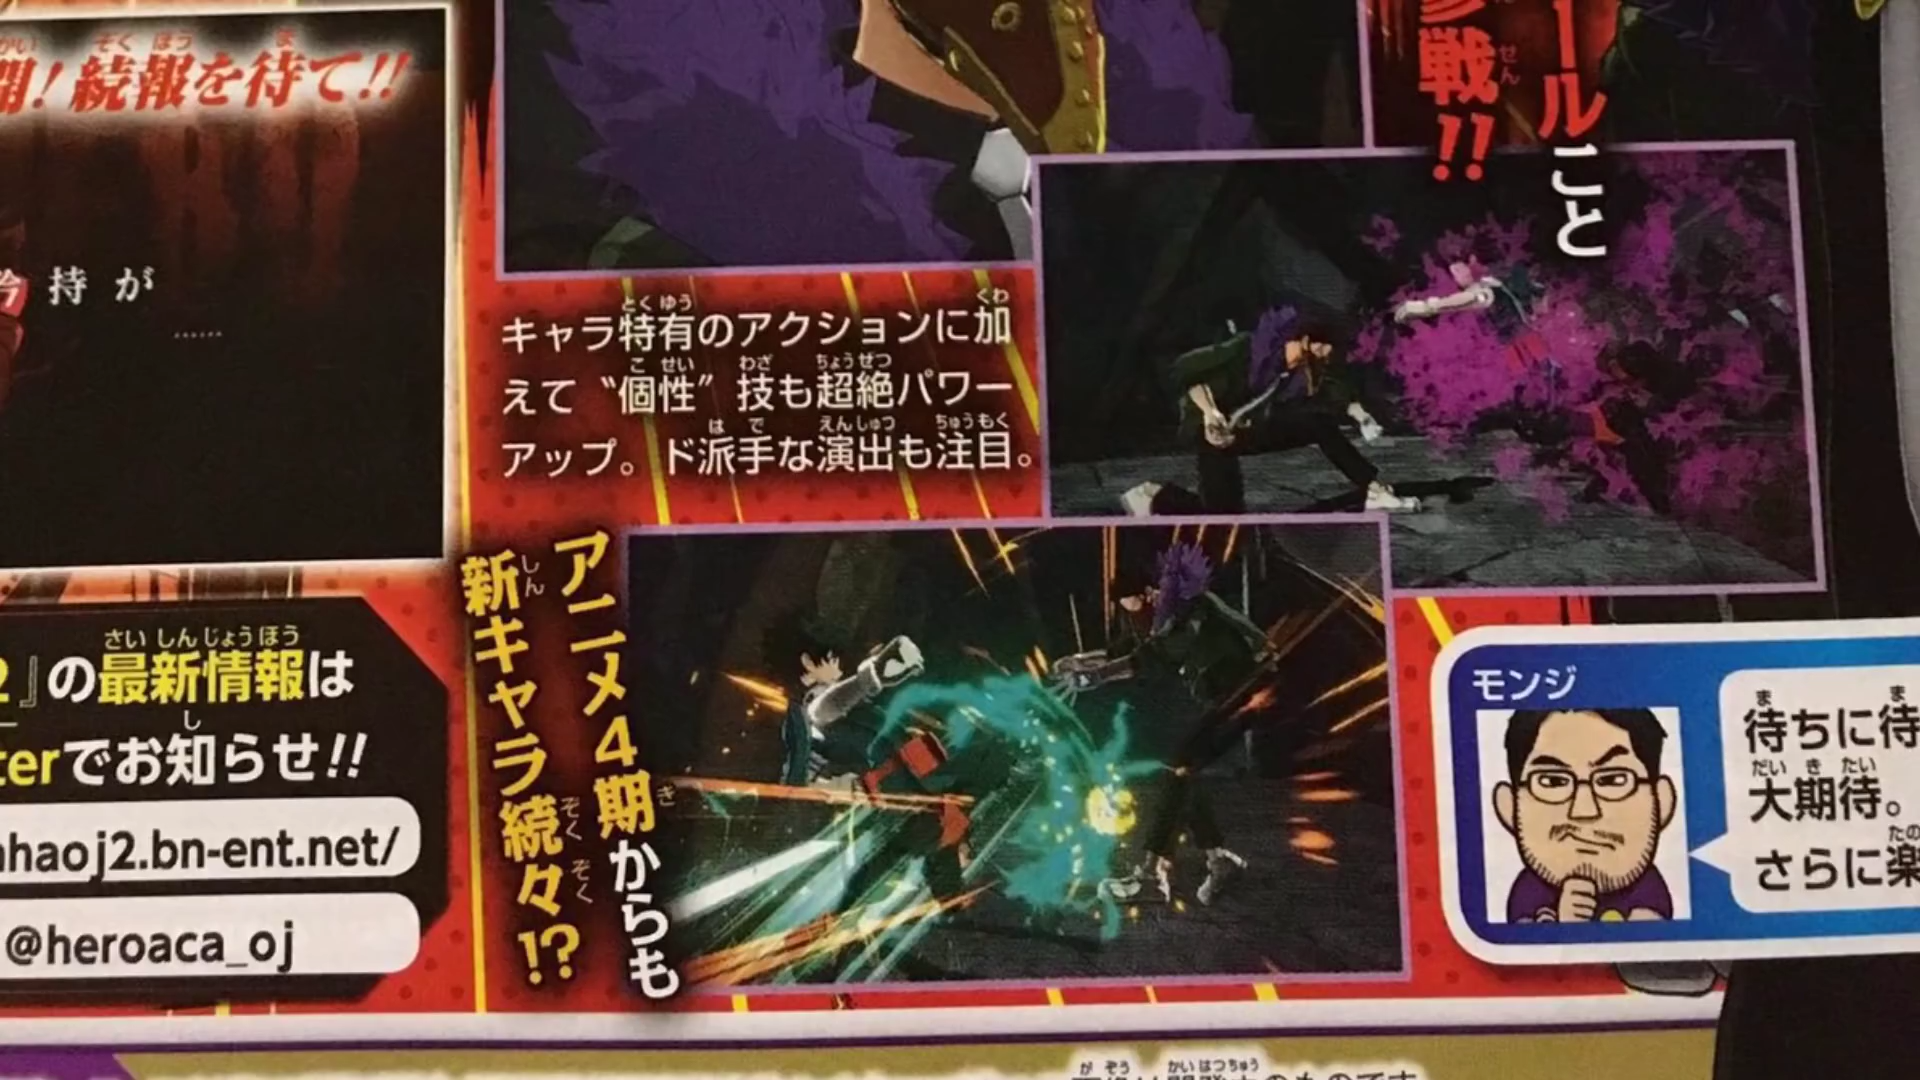 開！続報を待て!!
持が
……
ールこと
参戦!!
キャラ特有のアクションに加
えて〝個性〟技も超絶パワー
アップ。ド派手な演出も注目。
アニメ4期からも
新キャラ続々!?
2』の最新情報は
terでお知らせ!!
hhaoj2.bn-ent.net/
@heroaca_oj
モンジ
待ちに待
大期待。
さらに楽